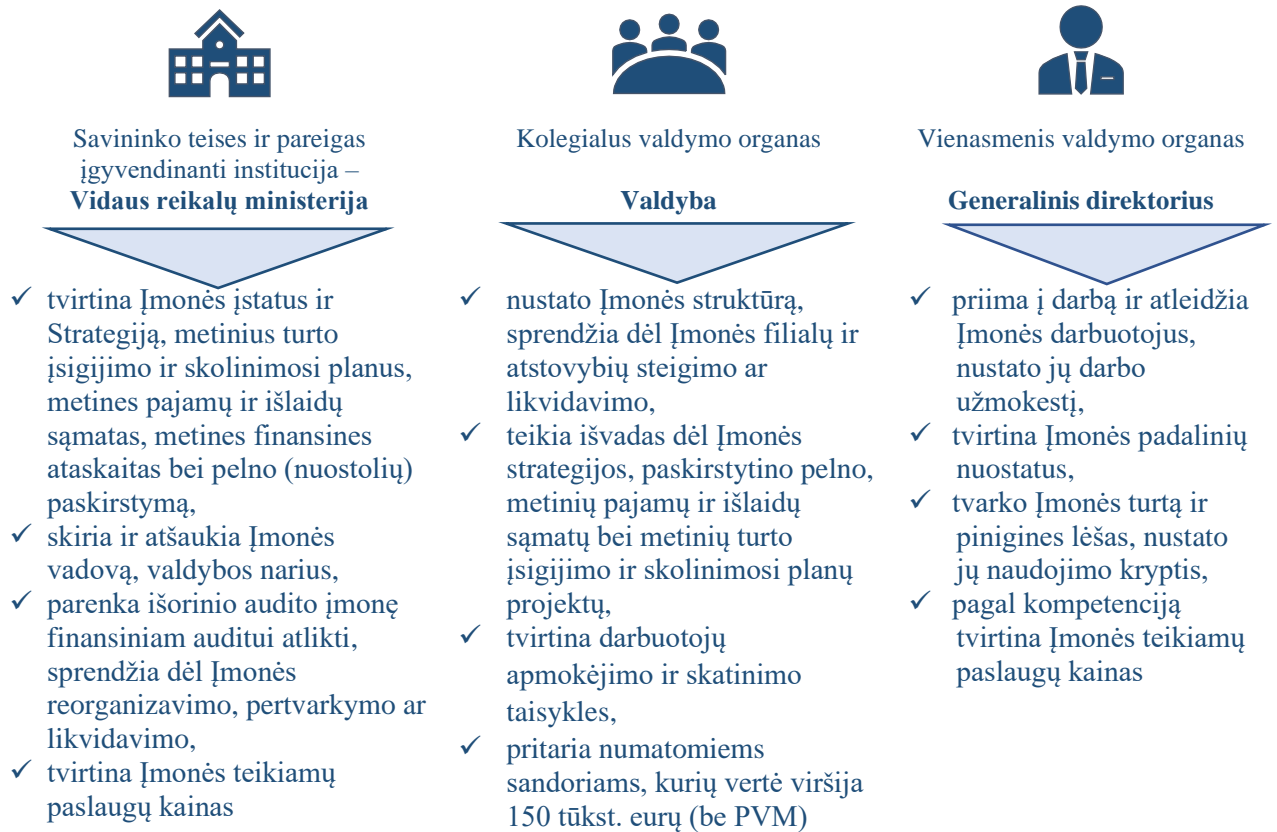 Savininko teises ir pareigas
įgyvendinanti institucija –
Vidaus reikalų ministerija
✓ tvirtina Įmonės įstatus ir
Strategiją, metinius turto
įsigijimo ir skolinimosi planus,
metines pajamų ir išlaidų
sąmatas, metines finansines
ataskaitas bei pelno (nuostolių)
paskirstymą,
✓ skiria ir atšaukia Įmonės
vadovą, valdybos narius,
✓ parenka išorinio audito įmonę
finansiniam auditui atlikti,
sprendžia dėl Įmonės
reorganizavimo, pertvarkymo ar
likvidavimo,
✓ tvirtina Įmonės teikiamų
paslaugų kainas
Kolegialus valdymo organas
Valdyba
✓ nustato Įmonės struktūrą,
sprendžia dėl Įmonės filialų ir
atstovybių steigimo ar
likvidavimo,
✓ teikia išvadas dėl Įmonės
strategijos, paskirstytino pelno,
metinių pajamų ir išlaidų
sąmatų bei metinių turto
įsigijimo ir skolinimosi planų
projektų,
✓ tvirtina darbuotojų
apmokėjimo ir skatinimo
taisykles,
✓ pritaria numatomiems
sandoriams, kurių vertė viršija
150 tūkst. eurų (be PVM)
Vienasmenis valdymo organas
Generalinis direktorius
✓ priima į darbą ir atleidžia
Įmonės darbuotojus,
nustato jų darbo
užmokestį,
✓ tvirtina Įmonės padalinių
nuostatus,
✓ tvarko Įmonės turtą ir
pinigines lėšas, nustato
jų naudojimo kryptis,
✓ pagal kompetenciją
tvirtina Įmonės teikiamų
paslaugų kainas